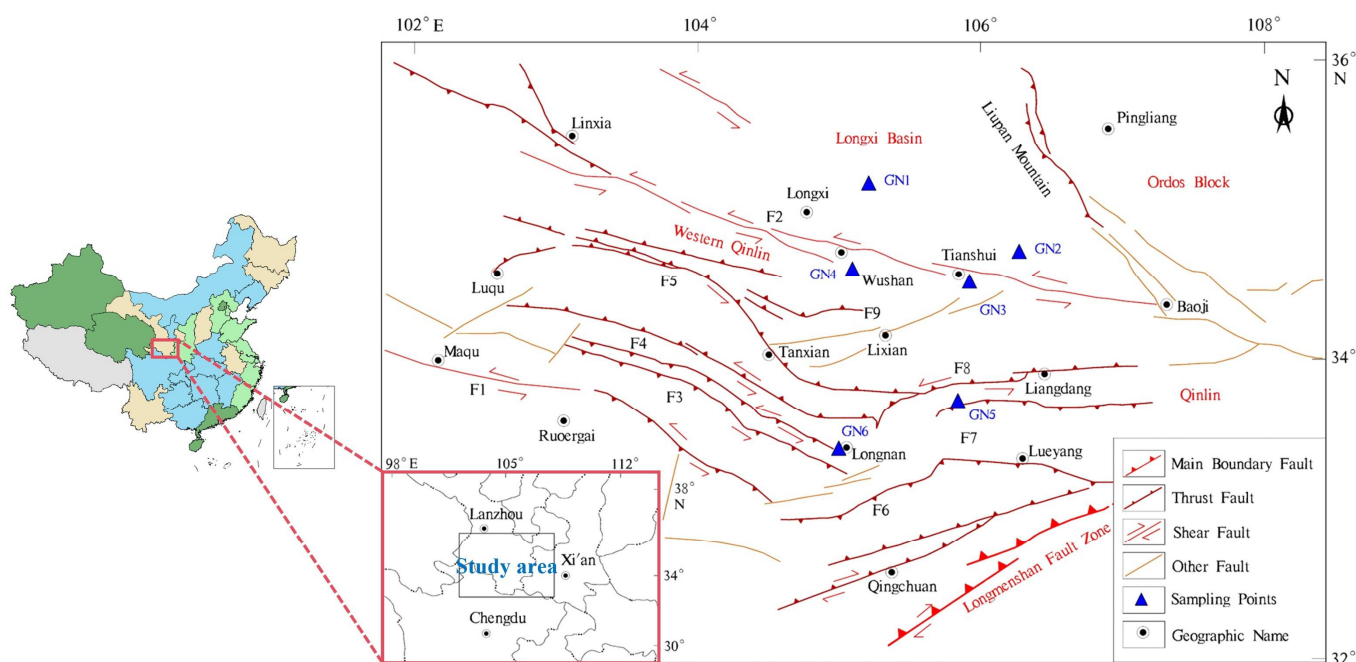 102° E
104°
106°
108°
36°
N
N
Linxia
Pingliang
Liupan Mountain
Longxi Basin
GN1
Ordos Block
Longxi
F2
Western Qinlin
Tianshui
GN2
GN4
Wushan
Luqu
F5
GN3
Baoji
F9
Lixian
F4
Tanxian
34°
Maqu
F8
F1
F3
Liangdang
Qinlin
GN5
Ruoergai
GN6
Longnan
F7
Lueyang
F6
Qingchuan
Longmenshan Fault Zone
32°
Main Boundary Fault
Thrust Fault
Shear Fault
Other Fault
Sampling Points
Geographic Name
98° E
105°
112°
38°
N
Lanzhou
Xi'an
Study area
34°
Chengdu
30°